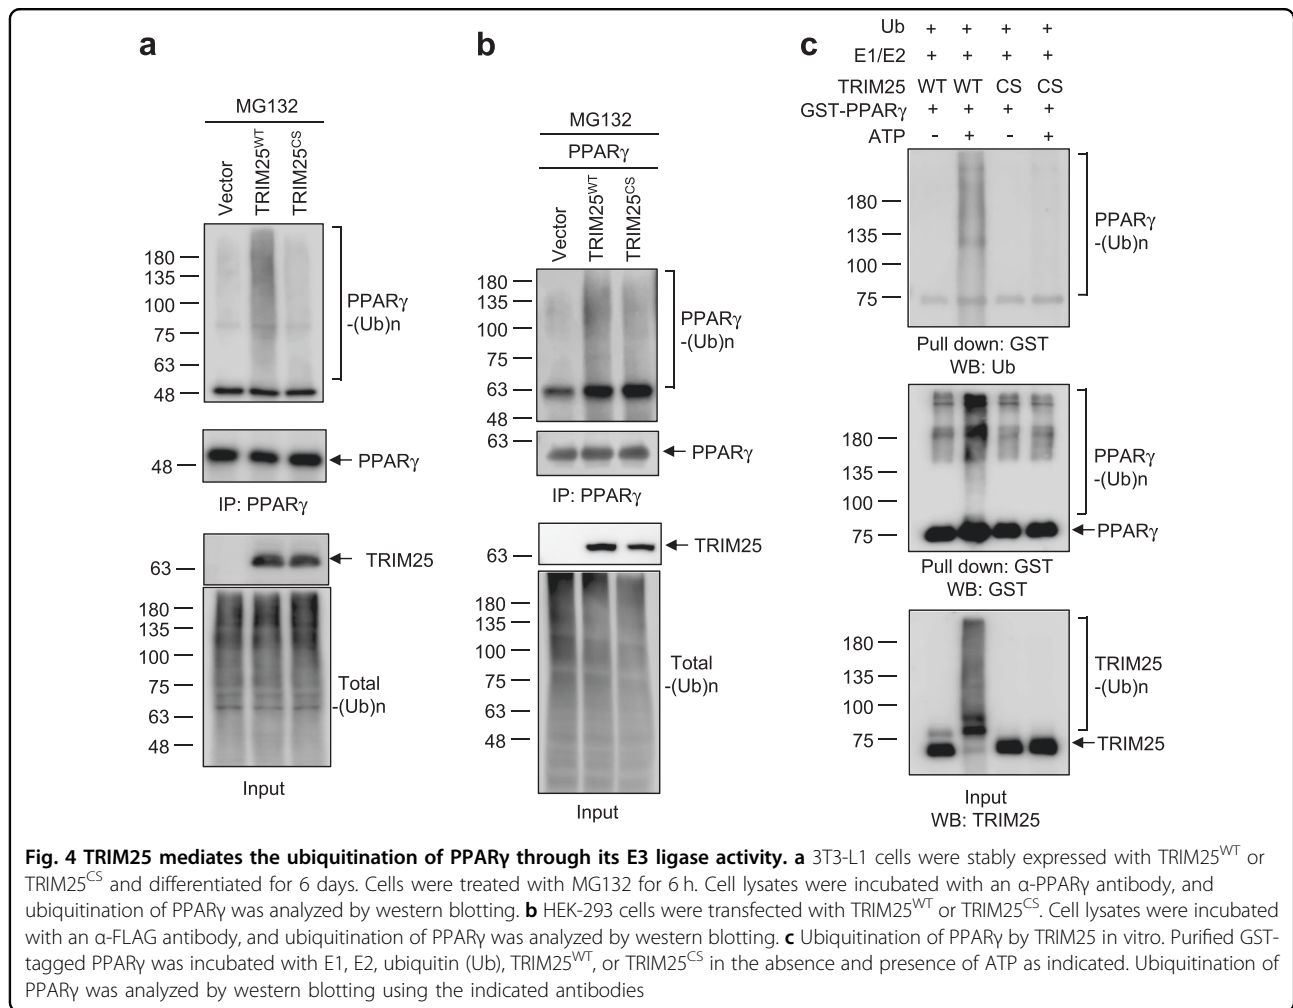 a
MG132
Vector
TRIM25WT
TRIM25CS
180
135
100
75
63
48
PPARγ
-(Ub)n
48
PPARγ
IP: PPARγ
63
TRIM25
180
135
100
75
63
48
Total
-(Ub)n
Input
b
MG132
PPARγ
Vector
TRIM25WT
TRIM25CS
180
135
100
75
63
48
PPARγ
-(Ub)n
63
PPARγ
IP: PPARγ
63
TRIM25
180
135
100
75
63
48
Total
-(Ub)n
Input
c
Ub + + + +
E1/E2 + + + +
TRIM25 WT WT CS CS
GST-PPARγ + + + +
ATP - + - +
180
135
100
75
PPARγ
-(Ub)n
Pull down: GST
WB: Ub
180
135
100
75
PPARγ
-(Ub)n
PPARγ
Pull down: GST
WB: GST
180
135
100
75
TRIM25
-(Ub)n
TRIM25
Input
WB: TRIM25
Fig. 4 TRIM25 mediates the ubiquitination of PPARγ through its E3 ligase activity. a 3T3-L1 cells were stably expressed with TRIM25WT or
TRIM25CS and differentiated for 6 days. Cells were treated with MG132 for 6 h. Cell lysates were incubated with an α-PPARγ antibody, and
ubiquitination of PPARγ was analyzed by western blotting. b HEK-293 cells were transfected with TRIM25WT or TRIM25CS. Cell lysates were incubated
with an α-FLAG antibody, and ubiquitination of PPARγ was analyzed by western blotting. c Ubiquitination of PPARγ by TRIM25 in vitro. Purified GST-
tagged PPARγ was incubated with E1, E2, ubiquitin (Ub), TRIM25WT, or TRIM25CS in the absence and presence of ATP as indicated. Ubiquitination of
PPARγ was analyzed by western blotting using the indicated antibodies